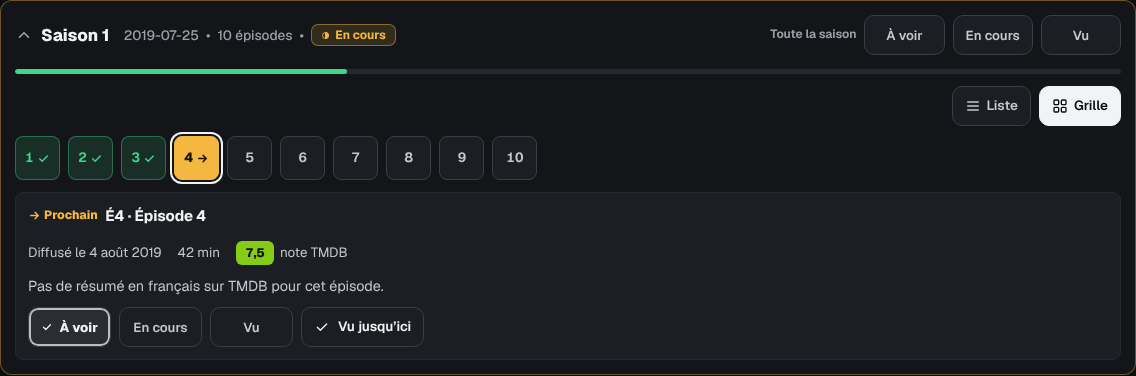 Saison 1 2019-07-25 • 10 épisodes • En cours Toute la saison À voir En cours Vu
Liste Grille
1 2 3 4 5 6 7 8 9 10
Prochain É4 · Épisode 4
Diffusé le 4 août 2019 42 min 7,5 note TMDB
Pas de résumé en français sur TMDB pour cet épisode.
À voir En cours Vu Vu jusqu'ici